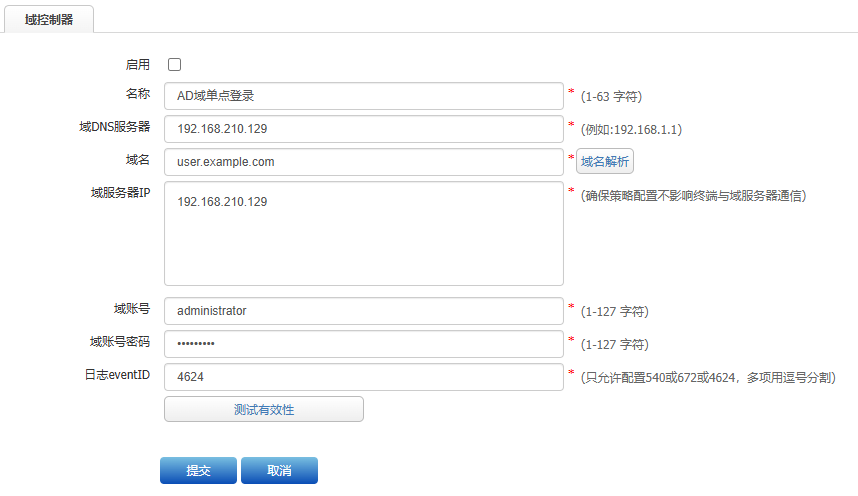 域控制器
启用
名称 AD域单点登录 * (1-63 字符)
域DNS服务器 192.168.210.129 * (例如:192.168.1.1)
域名 user.example.com * 域名解析
域服务器IP 192.168.210.129 * (确保策略配置不影响终端与域服务器通信)
域账号 administrator * (1-127 字符)
域账号密码 ••••••••• * (1-127 字符)
日志eventID 4624 * (只允许配置540或672或4624，多项用逗号分割)
测试有效性
提交 取消